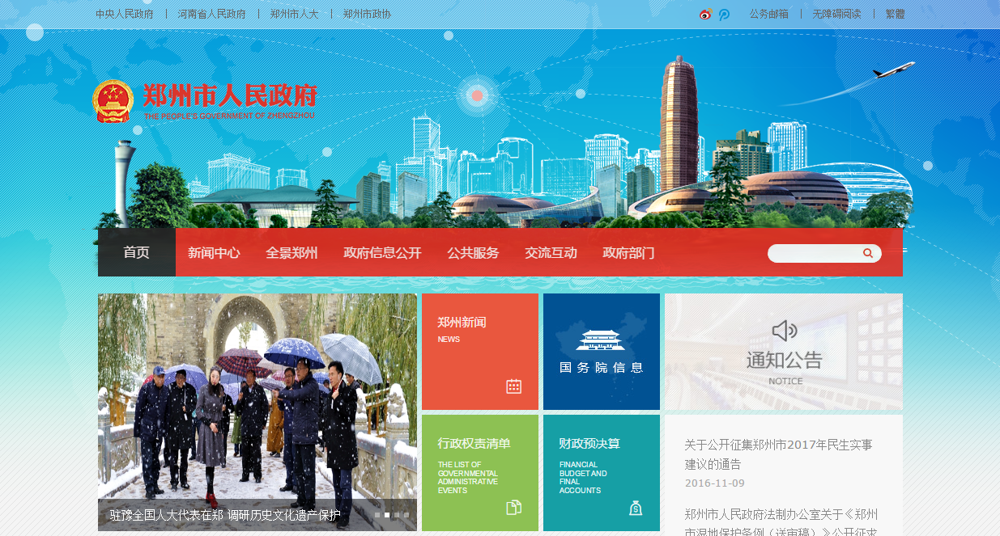 中央人民政府 | 河南省人民政府 | 郑州市人大 | 郑州市政协
公务邮箱 | 无障碍阅读 | 繁體
郑州市人民政府
THE PEOPLE'S GOVERNMENT OF ZHENGZHOU
首页 新闻中心 全景郑州 政府信息公开 公共服务 交流互动 政府部门
郑州新闻
NEWS
国务院信息
通知公告
NOTICE
行政权责清单
THE LIST OF
GOVERNMENTAL
ADMINISTRATIVE
EVENTS
财政预决算
FINANCIAL
BUDGET AND
FINAL
ACCOUNTS
关于公开征集郑州市2017年民生实事
建议的通告
2016-11-09
郑州市人民政府法制办公室关于《郑州
市湿地保护条例（送审稿）》公开征求
驻豫全国人大代表在郑 调研历史文化遗产保护